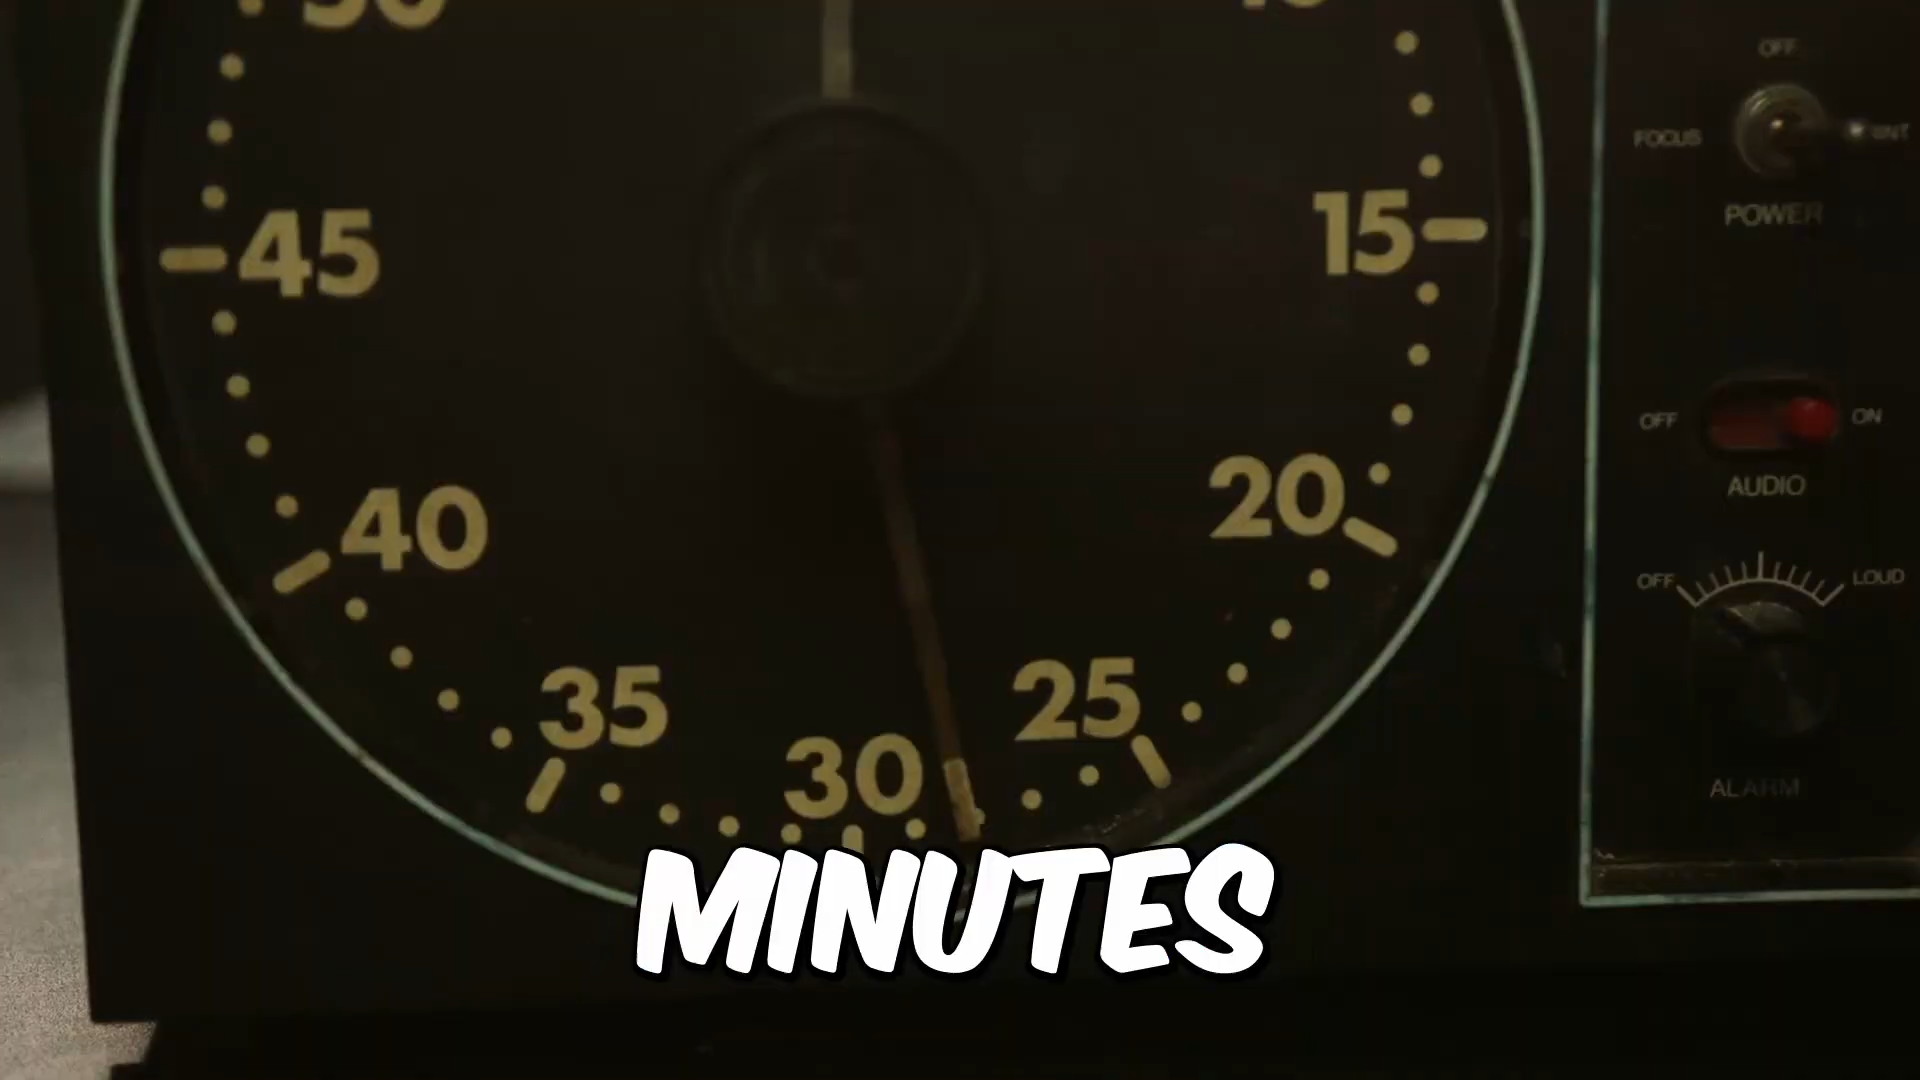 OFF
FOCUS
POWER
45
15
OFF
ON
AUDIO
40
20
OFF
LOUD
35
25
30
ALARM
MINUTES